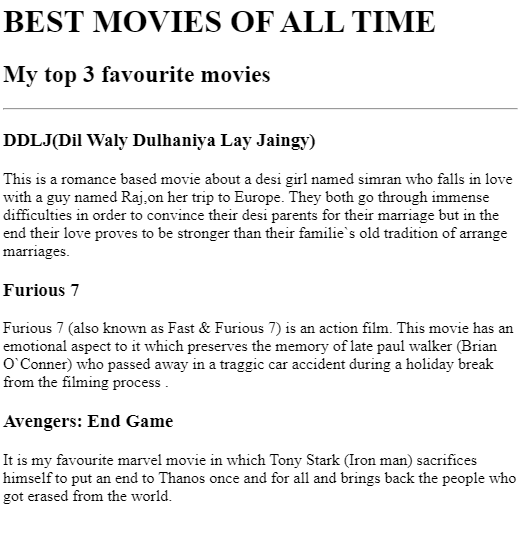 BEST MOVIES OF ALL TIME
My top 3 favourite movies
DDLJ(Dil Waly Dulhaniya Lay Jaingy)
This is a romance based movie about a desi girl named simran who falls in love
with a guy named Raj,on her trip to Europe. They both go through immense
difficulties in order to convince their desi parents for their marriage but in the
end their love proves to be stronger than their familie`s old tradition of arrange
marriages.
Furious 7
Furious 7 (also known as Fast & Furious 7) is an action film. This movie has an
emotional aspect to it which preserves the memory of late paul walker (Brian
O`Conner) who passed away in a traggic car accident during a holiday break
from the filming process .
Avengers: End Game
It is my favourite marvel movie in which Tony Stark (Iron man) sacrifices
himself to put an end to Thanos once and for all and brings back the people who
got erased from the world.